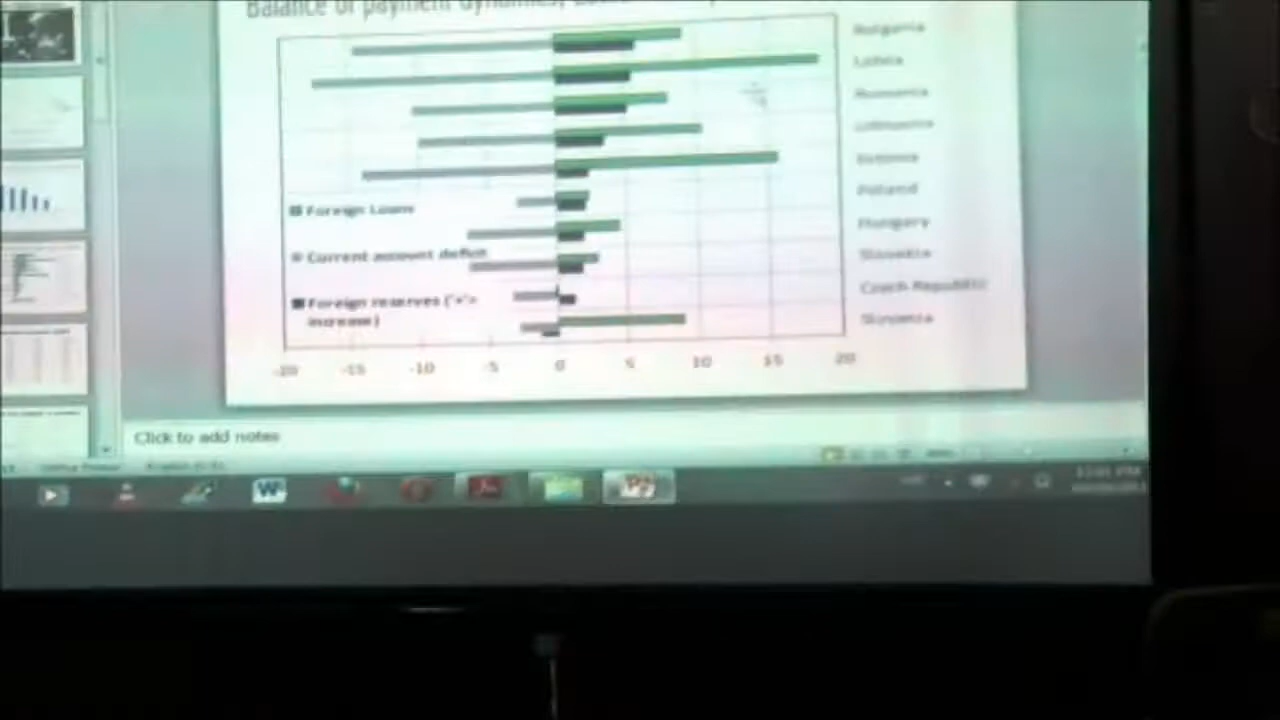 Balance of payment dynamics,
Bulgaria
Latvia
Romania
Lithuania
Estonia
Poland
Foreign Loans
Hungary
Current account deficit
Slovakia
Foreign reserves ('+'=
increase)
Czech Republic
Slovenia
-20 -15 -10 -5 0 5 10 15 20
Click to add notes
W